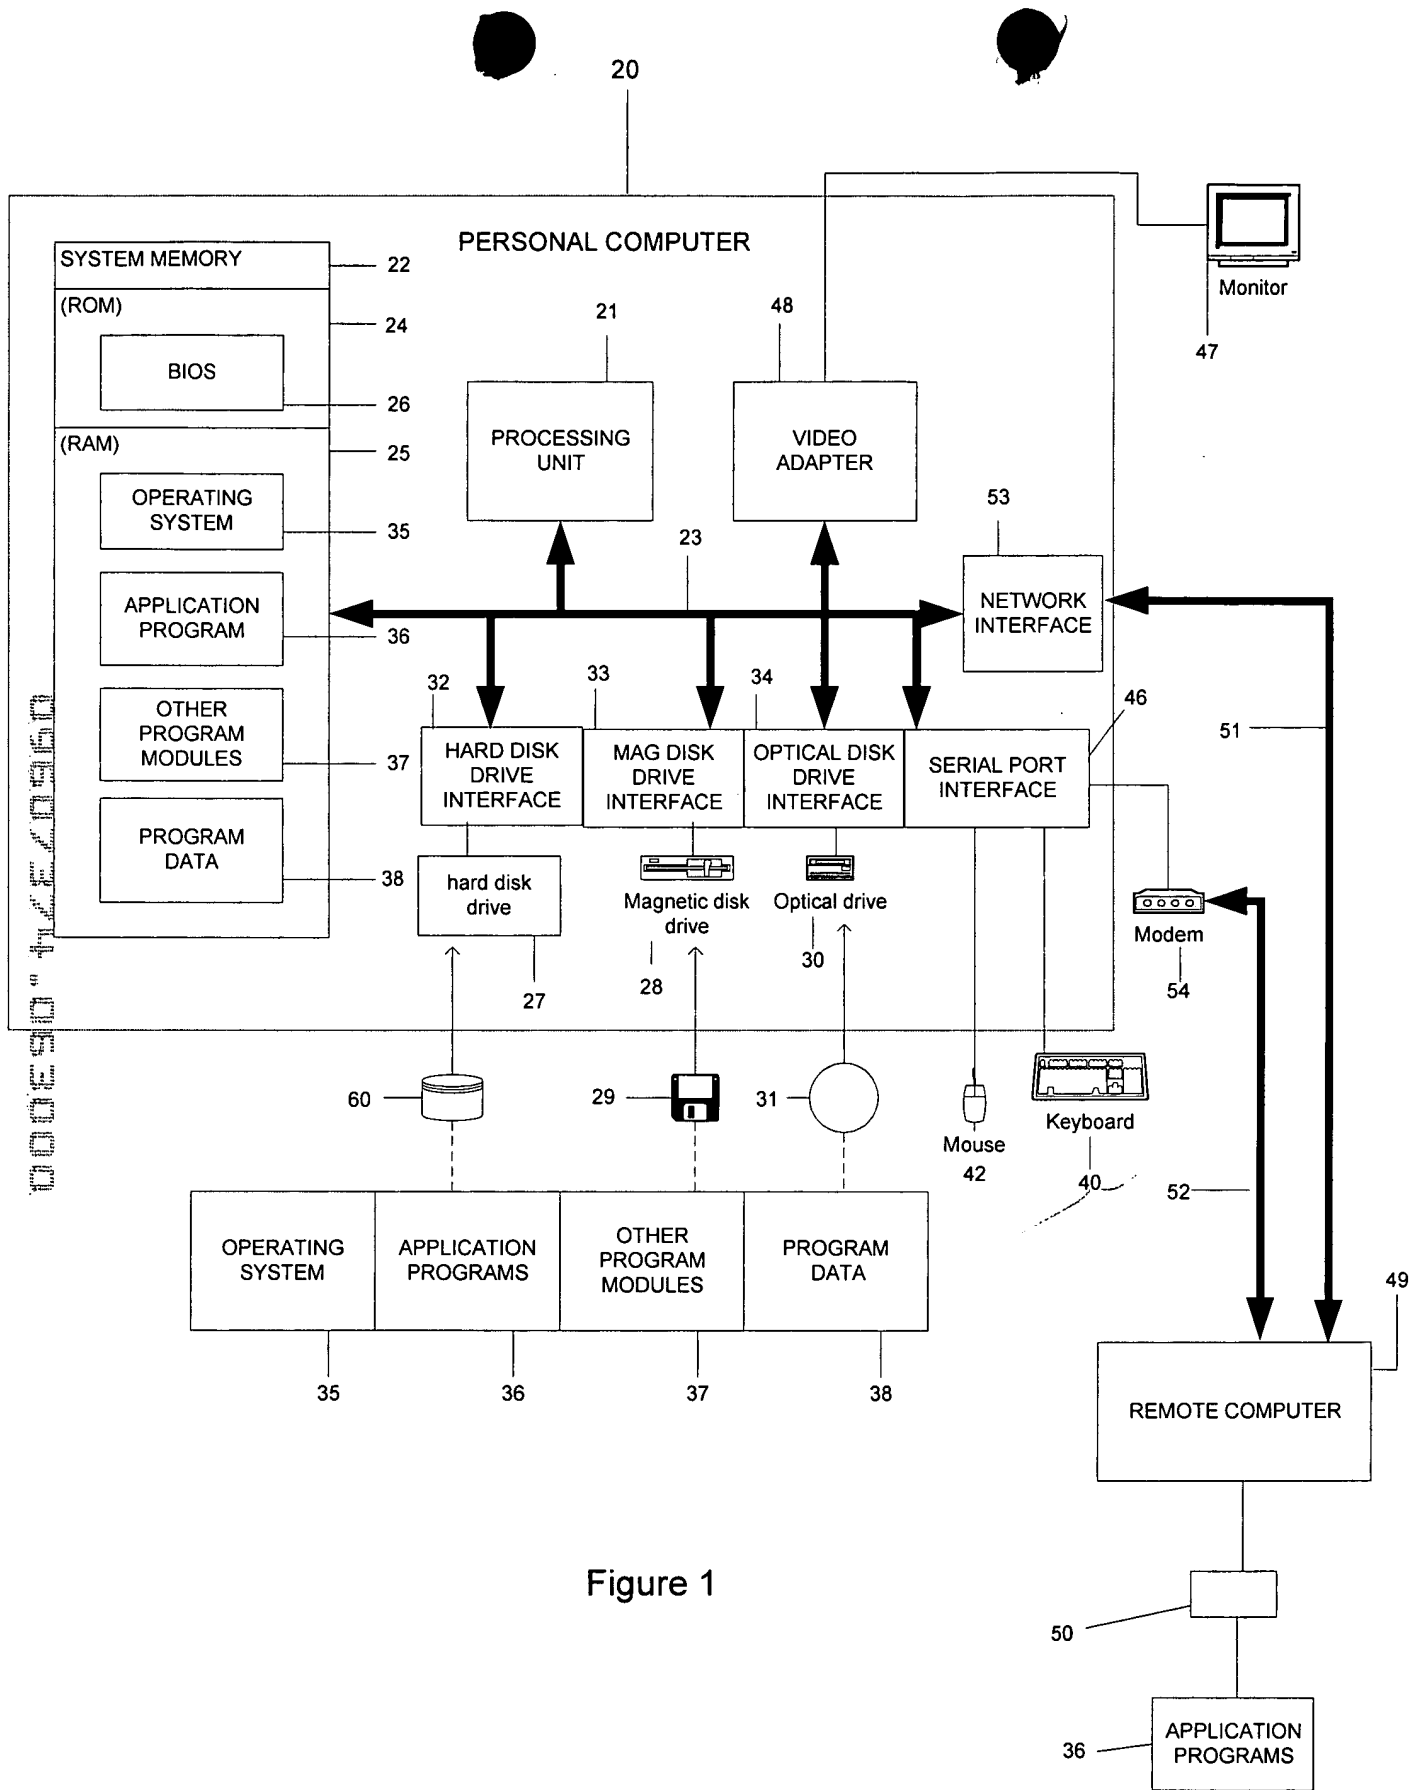 20
PERSONAL COMPUTER
SYSTEM MEMORY
22
(ROM)
24
BIOS
26
(RAM)
25
OPERATING
SYSTEM
35
APPLICATION
PROGRAM
36
OTHER
PROGRAM
MODULES
37
PROGRAM
DATA
38
21
PROCESSING
UNIT
48
VIDEO
ADAPTER
Monitor
47
23
53
NETWORK
INTERFACE
32
HARD DISK
DRIVE
INTERFACE
33
MAG DISK
DRIVE
INTERFACE
34
OPTICAL DISK
DRIVE
INTERFACE
46
SERIAL PORT
INTERFACE
51
hard disk
drive
27
Magnetic disk
drive
28
Optical drive
30
Modem
54
60
29
31
Mouse
42
Keyboard
40
52
OPERATING
SYSTEM
APPLICATION
PROGRAMS
OTHER
PROGRAM
MODULES
PROGRAM
DATA
35
36
37
38
49
REMOTE COMPUTER
50
36
APPLICATION
PROGRAMS
Figure 1